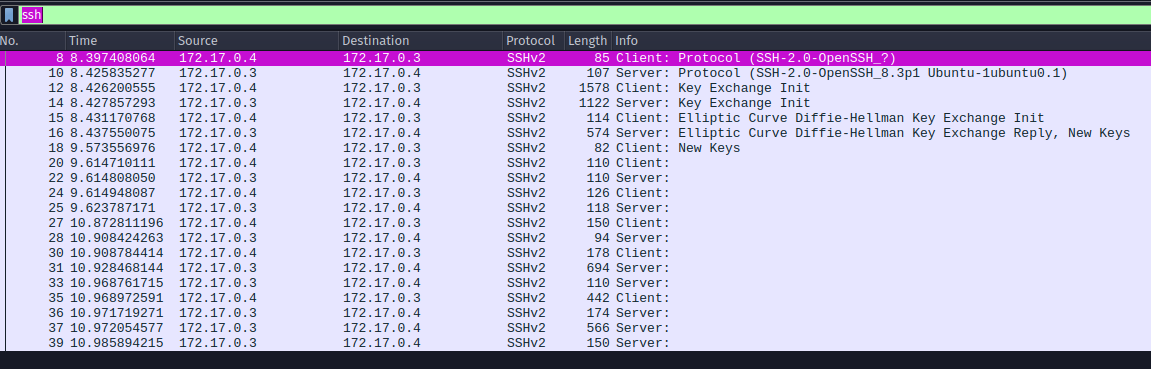 ssh
No. Time Source Destination Protocol Length Info
8 8.397408064 172.17.0.4 172.17.0.3 SSHv2 85 Client: Protocol (SSH-2.0-OpenSSH_?)
10 8.425835277 172.17.0.3 172.17.0.4 SSHv2 107 Server: Protocol (SSH-2.0-OpenSSH_8.3p1 Ubuntu-1ubuntu0.1)
12 8.426200555 172.17.0.4 172.17.0.3 SSHv2 1578 Client: Key Exchange Init
14 8.427857293 172.17.0.3 172.17.0.4 SSHv2 1122 Server: Key Exchange Init
15 8.431170768 172.17.0.4 172.17.0.3 SSHv2 114 Client: Elliptic Curve Diffie-Hellman Key Exchange Init
16 8.437550075 172.17.0.3 172.17.0.4 SSHv2 574 Server: Elliptic Curve Diffie-Hellman Key Exchange Reply, New Keys
18 9.573556976 172.17.0.4 172.17.0.3 SSHv2 82 Client: New Keys
20 9.614710111 172.17.0.4 172.17.0.3 SSHv2 110 Client:
22 9.614808050 172.17.0.3 172.17.0.4 SSHv2 110 Server:
24 9.614948087 172.17.0.4 172.17.0.3 SSHv2 126 Client:
25 9.623787171 172.17.0.3 172.17.0.4 SSHv2 118 Server:
27 10.872811196 172.17.0.4 172.17.0.3 SSHv2 150 Client:
28 10.908424263 172.17.0.3 172.17.0.4 SSHv2 94 Server:
30 10.908784414 172.17.0.4 172.17.0.3 SSHv2 178 Client:
31 10.928468144 172.17.0.3 172.17.0.4 SSHv2 694 Server:
33 10.968761715 172.17.0.3 172.17.0.4 SSHv2 110 Server:
35 10.968972591 172.17.0.4 172.17.0.3 SSHv2 442 Client:
36 10.971719271 172.17.0.3 172.17.0.4 SSHv2 174 Server:
37 10.972054577 172.17.0.3 172.17.0.4 SSHv2 566 Server:
39 10.985894215 172.17.0.3 172.17.0.4 SSHv2 150 Server: